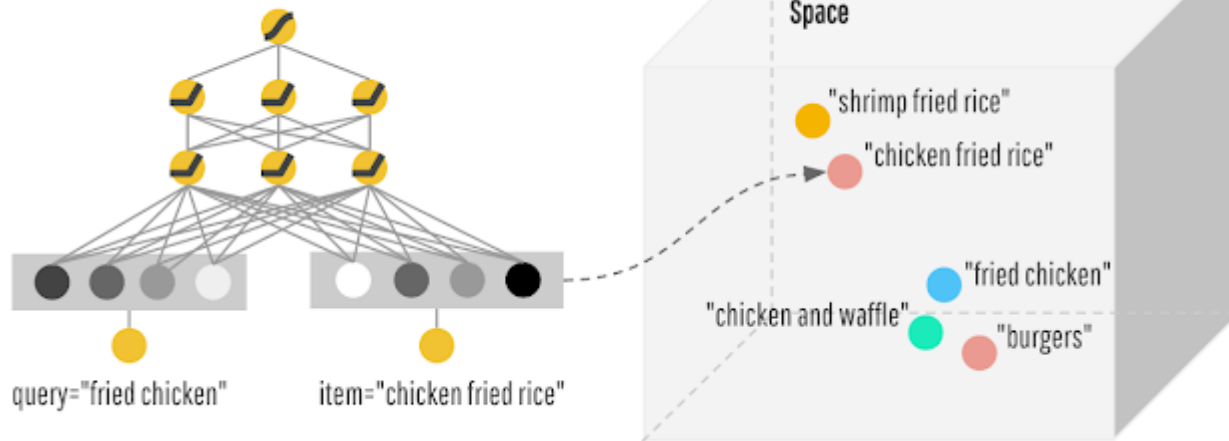 Space
"shrimp fried rice"
"chicken fried rice"
"fried chicken"
"chicken and waffle"
"burgers"
query="fried chicken"
item="chicken fried rice"